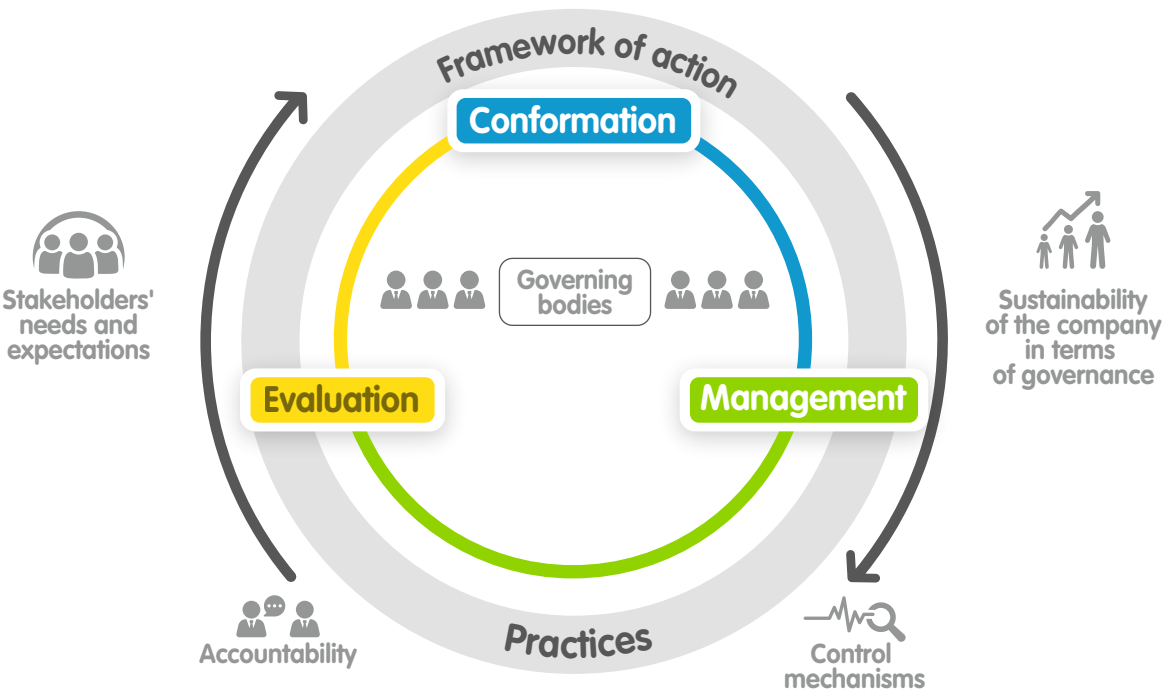 Framework of action
Conformation
Governing
bodies
Stakeholders'
needs and
expectations
Sustainability
of the company
in terms
of governance
Evaluation
Management
Practices
Accountability
Control
mechanisms